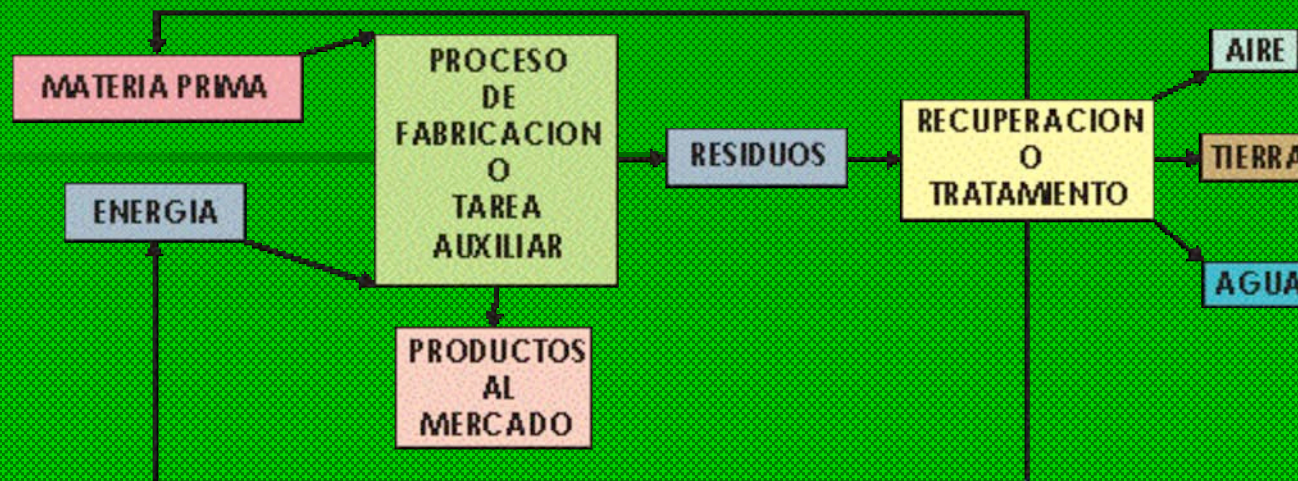 MATERIA PRIMA
ENERGIA
PROCESO
DE
FABRICACION
O
TAREA
AUXILIAR
PRODUCTOS
AL
MERCADO
RESIDUOS
RECUPERACION
O
TRATAMIENTO
AIRE
TIERRA
AGUA